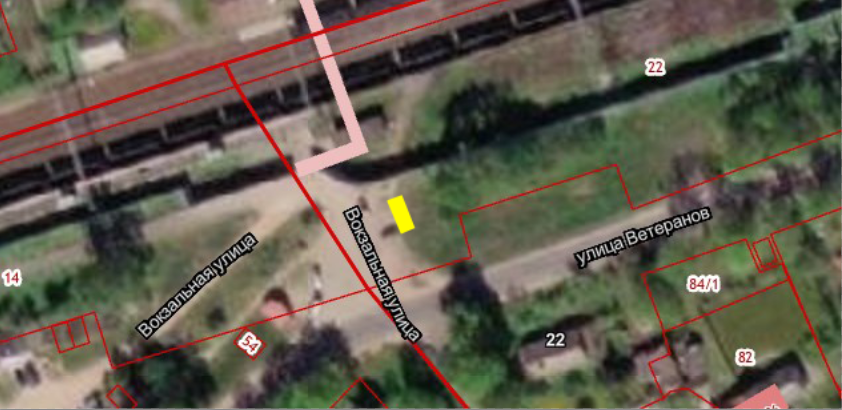 22
Вокзальная улица
улица Ветеранов
Вокзальная улица
14
84/1
54
22
82